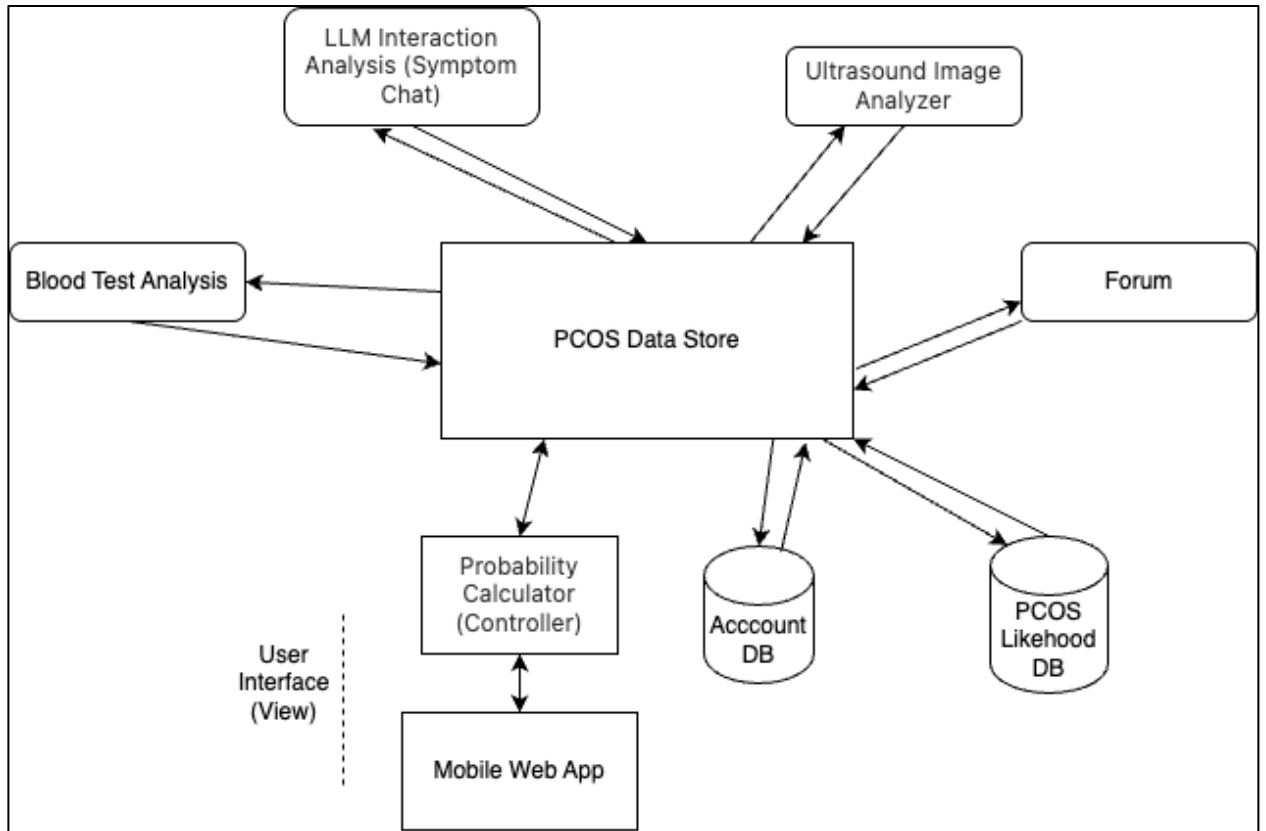 LLM Interaction
Analysis (Symptom
Chat)
Ultrasound Image
Analyzer
Blood Test Analysis
PCOS Data Store
Forum
Probability
Calculator
(Controller)
Acccount
DB
PCOS
Likehood
DB
User
Interface
(View)
Mobile Web App